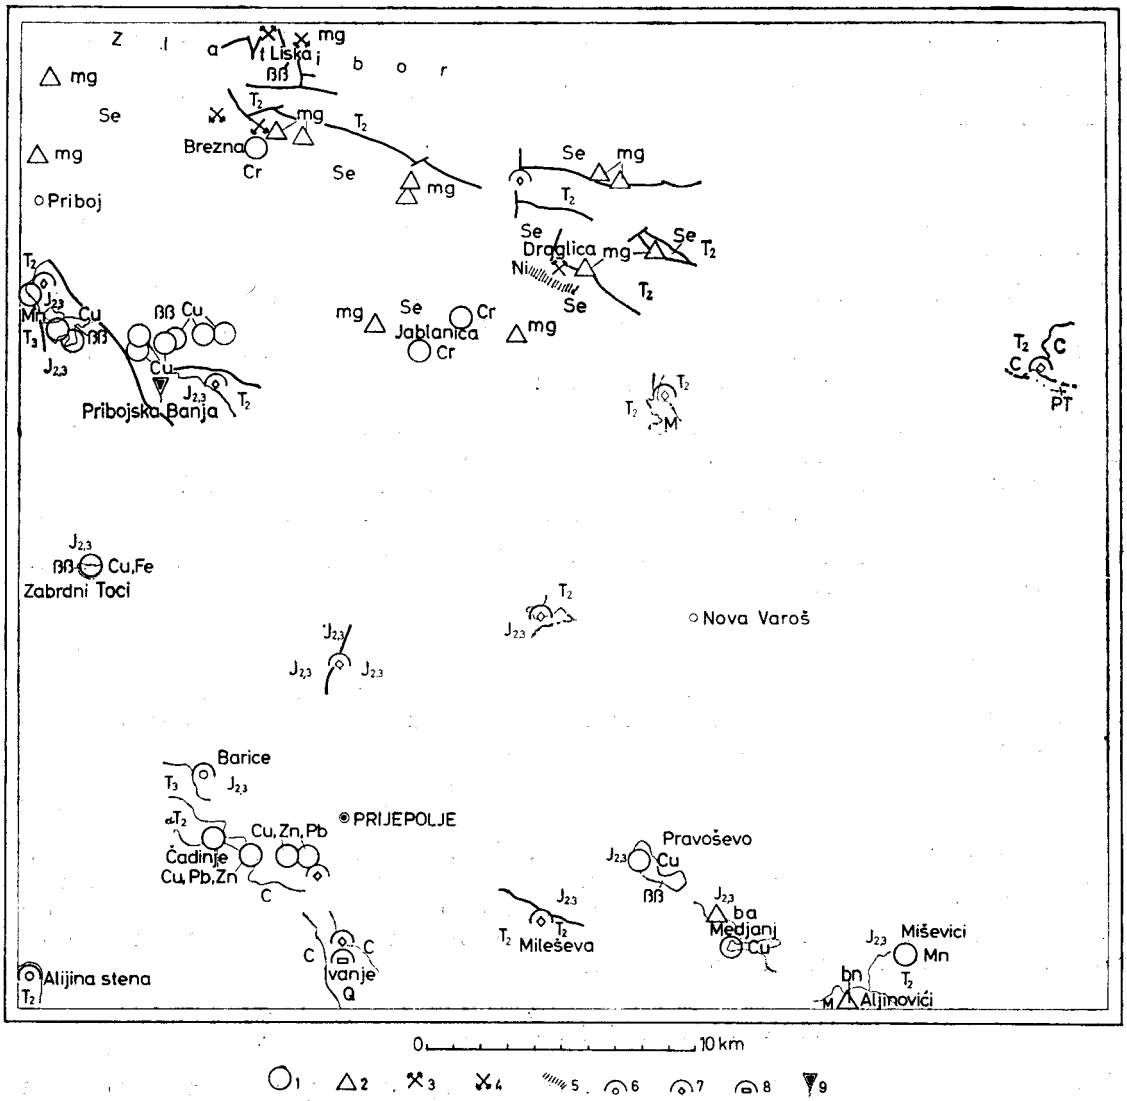 Z l a t i b o r
mg
Liska
ββ
mg
Se
T2
mg
T2
mg
Brezna
Cr
Se
mg
Se mg
T2
Priboj
Se
Draglica mg
Se
T2
Ni
Se
T2
T2
J2,3
Mn
Cu
ββ
T3
J2,3
ββ Cu
Cu
J2,3
T2
Pribojska Banja
mg
Se
Cr
Jablanica
Cr
mg
T2
T2
M
T2
C
C
PT
J2,3
ββ Cu,Fe
Zabrdni Toci
T2
J2,3
Nova Varoš
J2,3
J2,3 J2,3
Barice
T3
J2,3
αT2
Čadinje
Cu, Pb, Zn
Cu, Zn, Pb
C
PRIJEPOLJE
C
C
Ivanje
Q
Alijina stena
T2
J2,3
T2 T2
Mileševa
Pravoševo
J2,3 Cu
ββ
J2,3
ba
Medjani
Cu
Miševici
J2,3
Mn
T2
bn
M Aljinovići
0 10 km
1 2 3 4 5 6 7 8 9